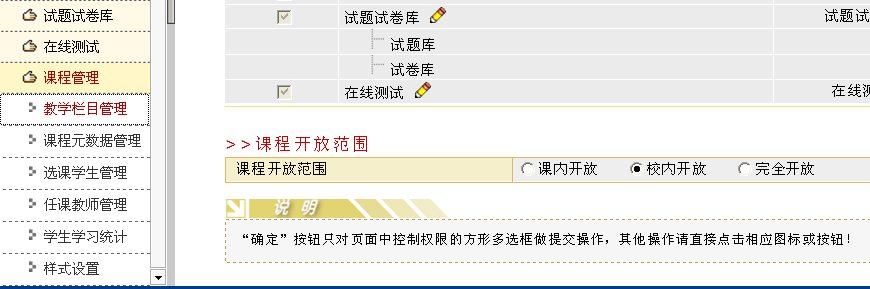 试题试卷库
在线测试
课程管理
教学栏目管理
课程元数据管理
选课学生管理
任课教师管理
学生学习统计
样式设置
试题试卷库 试题试
试题库
试卷库
在线测试 在线
>>课程开放范围
课程开放范围 课内开放 校内开放 完全开放
说 明
“确定”按钮只对页面中控制权限的方形多选框做提交操作，其他操作请直接点击相应图标或按钮！